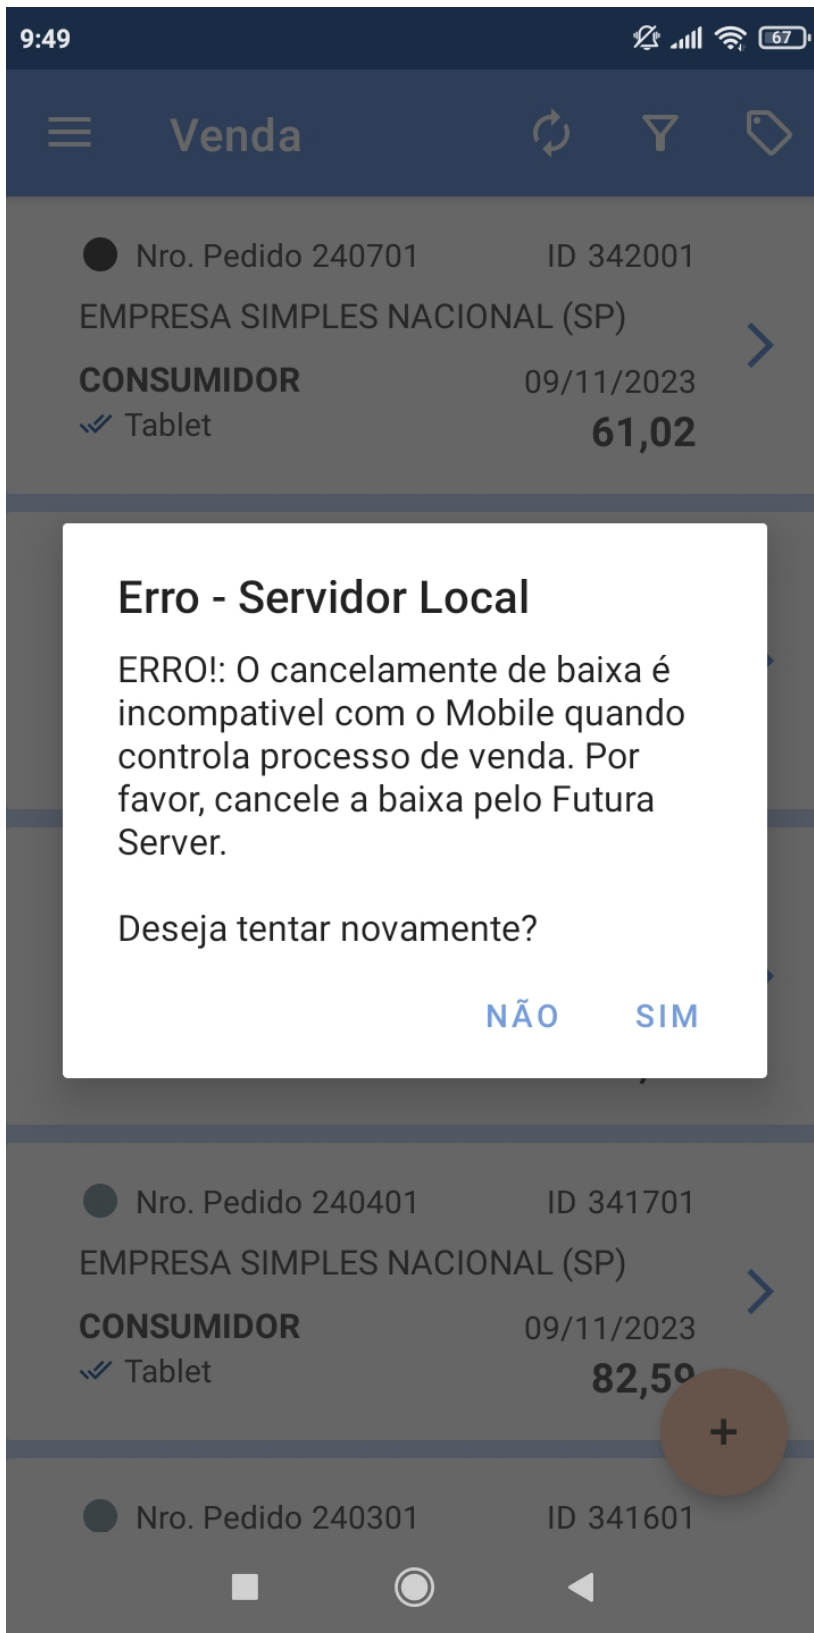 9:49
67
Venda
Nro. Pedido 240701 ID 342001
EMPRESA SIMPLES NACIONAL (SP)
CONSUMIDOR 09/11/2023
Tablet 61,02
Erro - Servidor Local
ERRO!: O cancelamente de baixa é
incompativel com o Mobile quando
controla processo de venda. Por
favor, cancele a baixa pelo Futura
Server.
Deseja tentar novamente?
NÃO SIM
Nro. Pedido 240401 ID 341701
EMPRESA SIMPLES NACIONAL (SP)
CONSUMIDOR 09/11/2023
Tablet 82,59
+
Nro. Pedido 240301 ID 341601